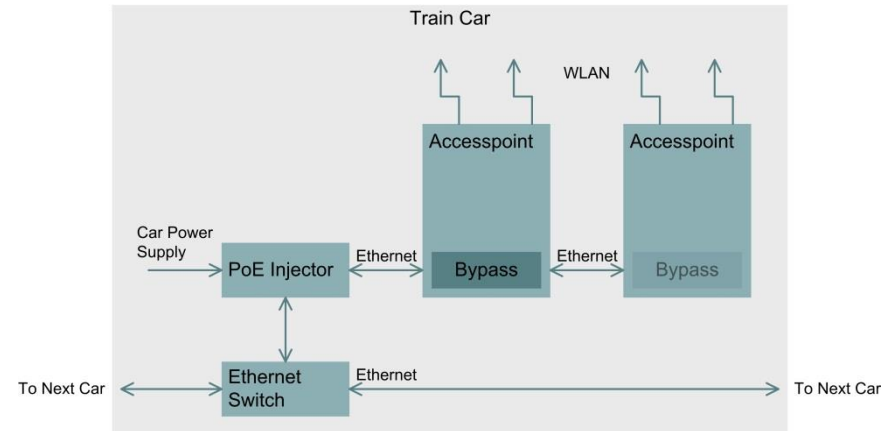 Train Car
WLAN
Accesspoint
Accesspoint
Car Power
Supply
PoE Injector
Ethernet
Bypass
Ethernet
Bypass
Ethernet
Switch
Ethernet
To Next Car
To Next Car